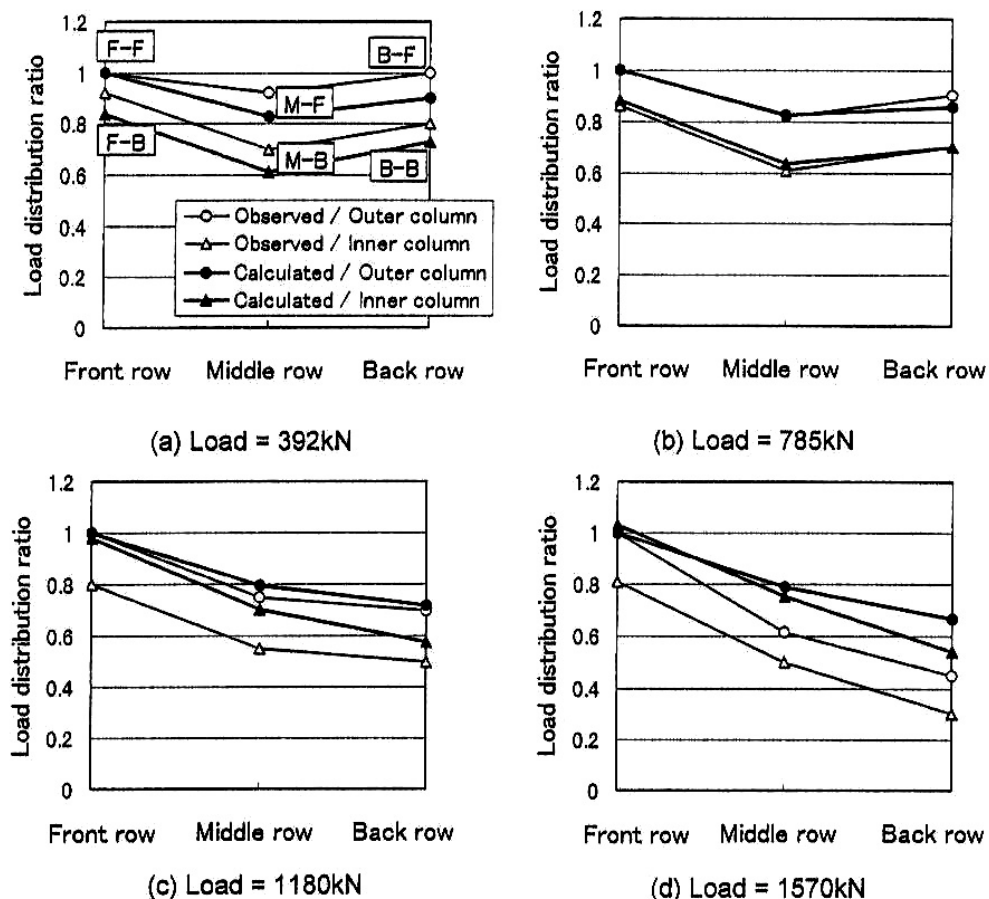 1.2
1
0.8
0.6
0.4
0.2
0
Load distribution ratio
F-F
B-F
M-F
F-B
M-B
B-B
Observed / Outer column
Observed / Inner column
Calculated / Outer column
Calculated / Inner column
Front row Middle row Back row
(a) Load = 392kN
1.2
1
0.8
0.6
0.4
0.2
0
Load distribution ratio
Front row Middle row Back row
(b) Load = 785kN
1.2
1
0.8
0.6
0.4
0.2
0
Load distribution ratio
Front row Middle row Back row
(c) Load = 1180kN
1.2
1
0.8
0.6
0.4
0.2
0
Load distribution ratio
Front row Middle row Back row
(d) Load = 1570kN